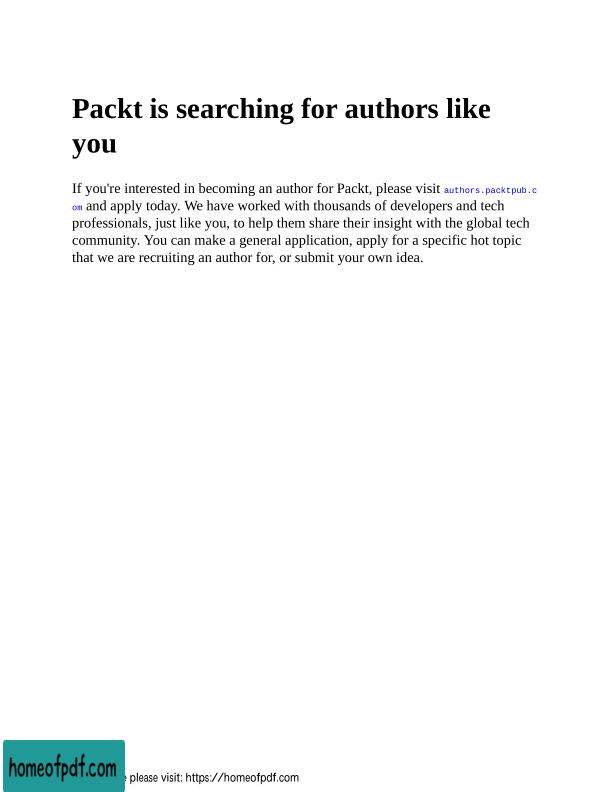 Packt is searching for authors like
you
If you're interested in becoming an author for Packt, please visit authors.packtpub.c
om and apply today. We have worked with thousands of developers and tech
professionals, just like you, to help them share their insight with the global tech
community. You can make a general application, apply for a specific hot topic
that we are recruiting an author for, or submit your own idea.
homeofpdf.com
please visit: https://homeofpdf.com